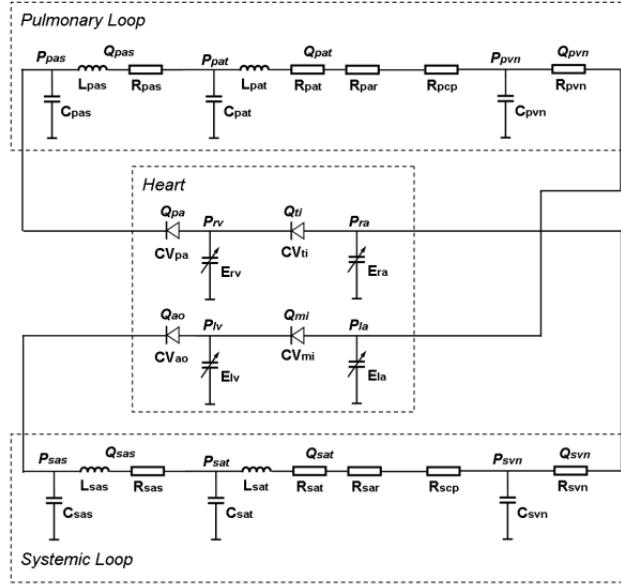 Pulmonary Loop
Qpas Qpat Qpvn
Ppas Ppat Ppvn
Lpas Rpas Lpat Rpat Rpar Rpcp Rpvn
Cpas Cpat Cpvn
Heart
Qpa Prv Qti Pra
CVpa CVti
Erv Era
Qao Plv Qmi Pla
CVao CVmi
Elv Ela
Psas Qsas Psat Qsat Psvn Qsvn
Lsas Rsas Lsat Rsat Rsar Rscp Rsvn
Csas Csat Csvn
Systemic Loop